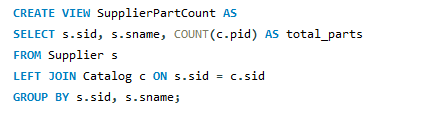 CREATE VIEW SupplierPartCount AS
SELECT s.sid, s.sname, COUNT(c.pid) AS total_parts
FROM Supplier s
LEFT JOIN Catalog c ON s.sid = c.sid
GROUP BY s.sid, s.sname;